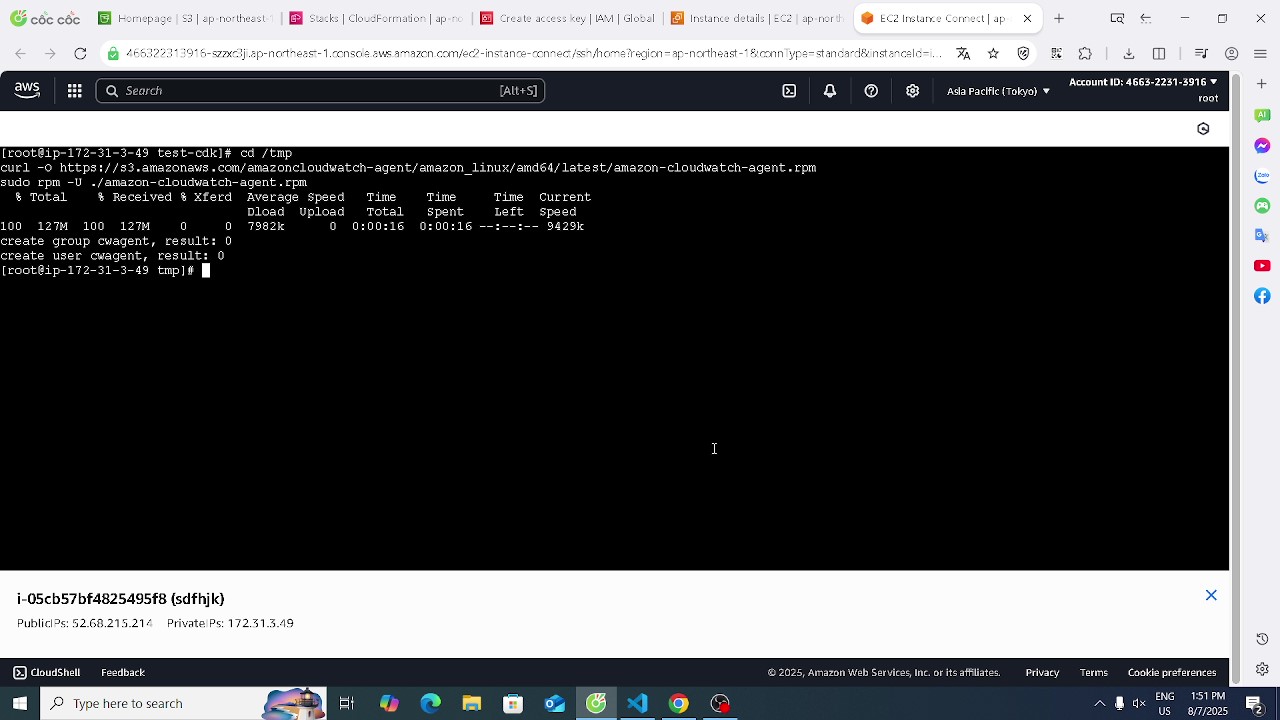 cốc cốc
Home page | S3 | ap-northeast-1
Stacks | CloudFormation | ap-no
Create access key | IAM | Global
Instance details | EC2 | ap-north
EC2 Instance Connect | ap-
466322313916-szzxc3ji.ap-northeast-1.console.aws.amazon.com/ec2-instance-connect/ssh/home?region=ap-northeast-1&connType=standard&instanceId=i...
aws
Search
[Alt+S]
Asia Pacific (Tokyo)
Account ID: 4663-2231-3916
root
[root@ip-172-31-3-49 test-cdk]# cd /tmp
curl -O https://s3.amazonaws.com/amazoncloudwatch-agent/amazon_linux/amd64/latest/amazon-cloudwatch-agent.rpm
sudo rpm -U ./amazon-cloudwatch-agent.rpm
% Total % Received % Xferd Average Speed Time Time Time Current
Dload Upload Total Spent Left Speed
100 127M 100 127M 0 0 7982k 0 0:00:16 0:00:16 --:--:-- 9429k
create group cwagent, result: 0
create user cwagent, result: 0
[root@ip-172-31-3-49 tmp]#
i-05cb57bf4825495f8 (sdfhjk)
PublicIPs: 52.68.215.214 PrivateIPs: 172.31.3.49
CloudShell
Feedback
© 2025, Amazon Web Services, Inc. or its affiliates.
Privacy
Terms
Cookie preferences
Type here to search
ENG
US
1:51 PM
8/7/2025
2
AI
Zalo